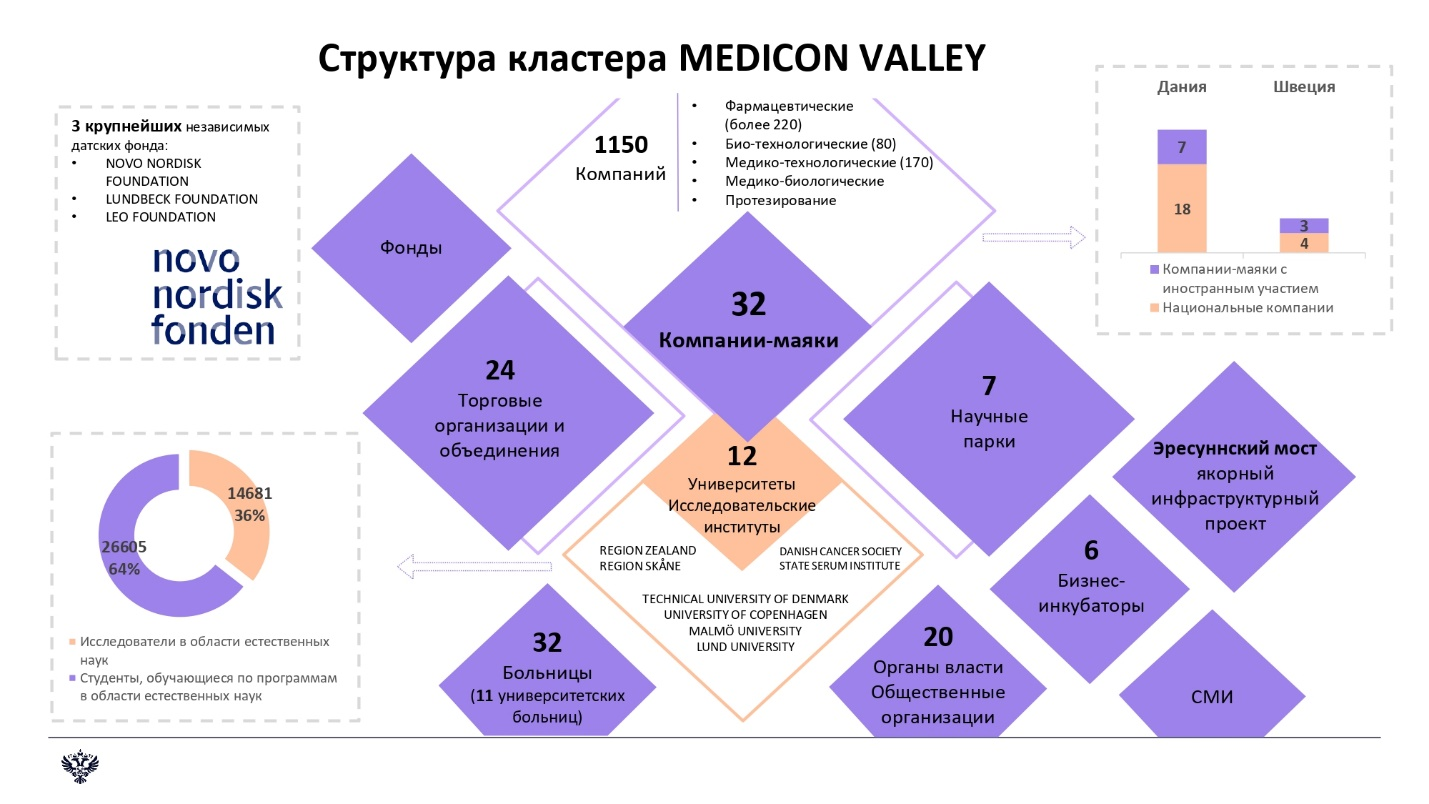 Структура кластера MEDICON VALLEY
3 крупнейших независимых
датских фонда:
• NOVO NORDISK
FOUNDATION
• LUNDBECK FOUNDATION
• LEO FOUNDATION
novo
nordisk
fonden
Фонды
1150
Компаний
• Фармацевтические
(более 220)
• Био-технологические (80)
• Медико-технологические (170)
• Медико-биологические
• Протезирование
Дания
Швеция
7
18
3
4
Компании-маяки с
иностранным участием
Национальные компании
32
Компании-маяки
24
Торговые
организации и
объединения
7
Научные
парки
12
Университеты
Исследовательские
институты
REGION ZEALAND
REGION SKÅNE
DANISH CANCER SOCIETY
STATE SERUM INSTITUTE
TECHNICAL UNIVERSITY OF DENMARK
UNIVERSITY OF COPENHAGEN
MALMÖ UNIVERSITY
LUND UNIVERSITY
Эресуннский мост
якорный
инфраструктурный
проект
14681
36%
26605
64%
Исследователи в области естественных
наук
Студенты, обучающиеся по программам
в области естественных наук
6
Бизнес-
инкубаторы
32
Больницы
(11 университетских
больниц)
20
Органы власти
Общественные
организации
СМИ